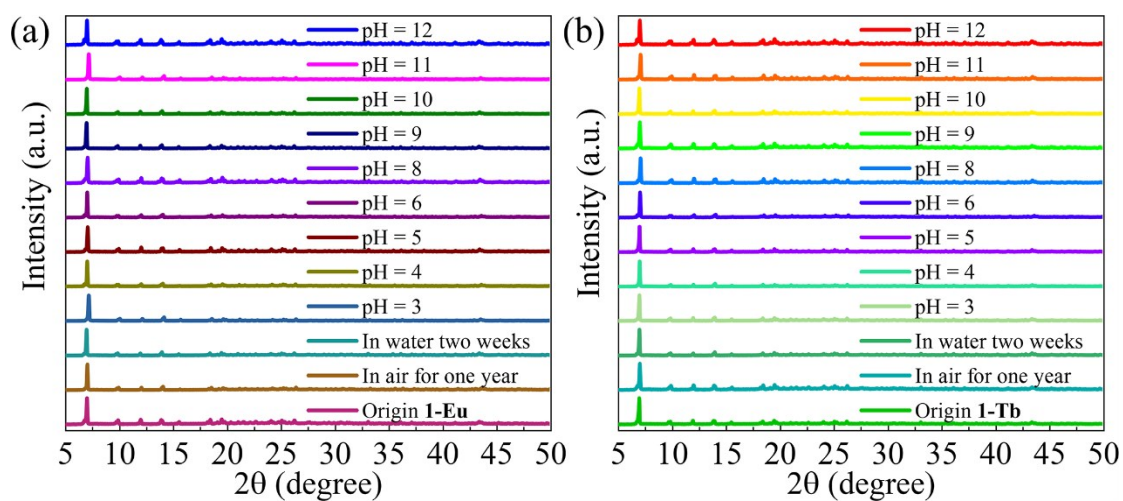 (a)
Intensity (a.u.)
pH = 12
pH = 11
pH = 10
pH = 9
pH = 8
pH = 6
pH = 5
pH = 4
pH = 3
In water two weeks
In air for one year
Origin 1-Eu
5 10 15 20 25 30 35 40 45 50
2θ (degree)
(b)
Intensity (a.u.)
pH = 12
pH = 11
pH = 10
pH = 9
pH = 8
pH = 6
pH = 5
pH = 4
pH = 3
In water two weeks
In air for one year
Origin 1-Tb
5 10 15 20 25 30 35 40 45 50
2θ (degree)